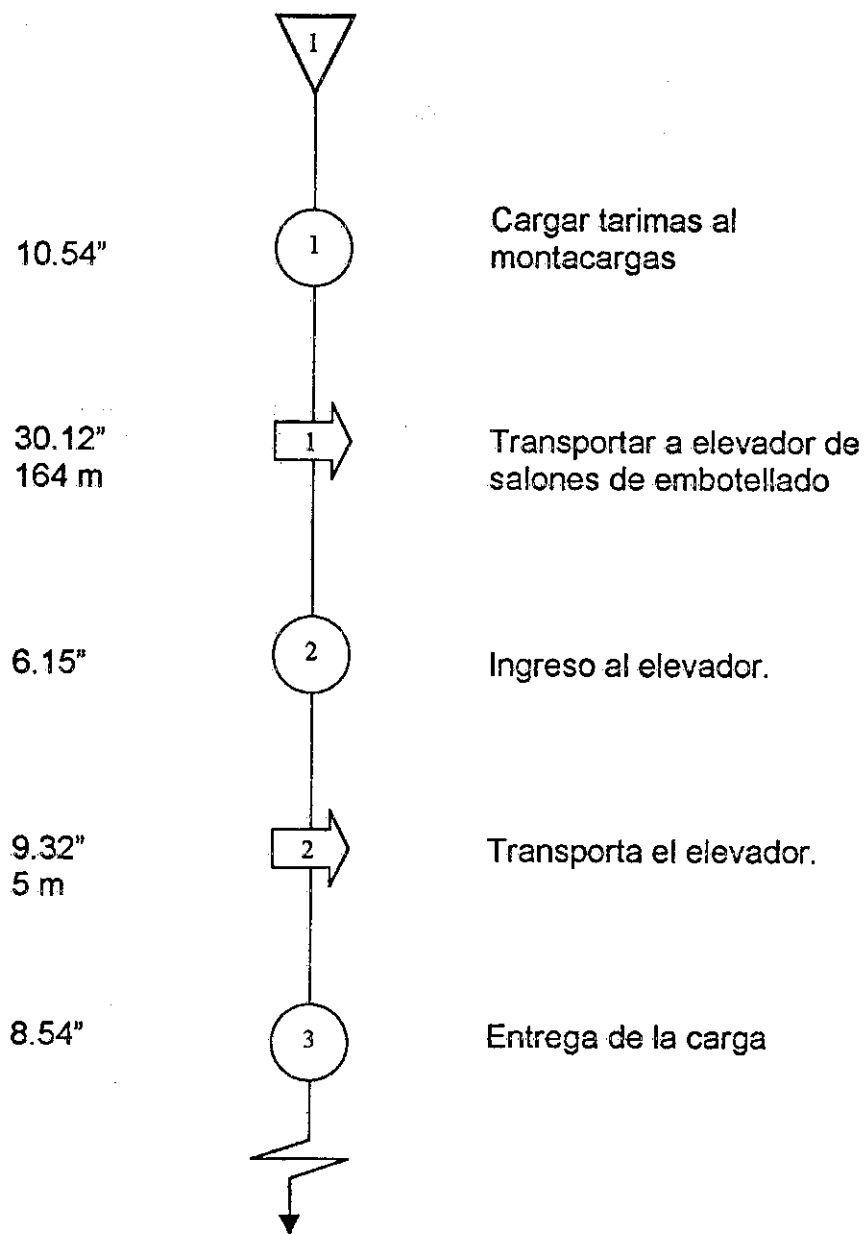 1
10.54"
1
Cargar tarimas al
montacargas
30.12"
164 m
1
Transportar a elevador de
salones de embotellado
6.15"
2
Ingreso al elevador.
9.32"
5 m
2
Transporta el elevador.
8.54"
3
Entrega de la carga